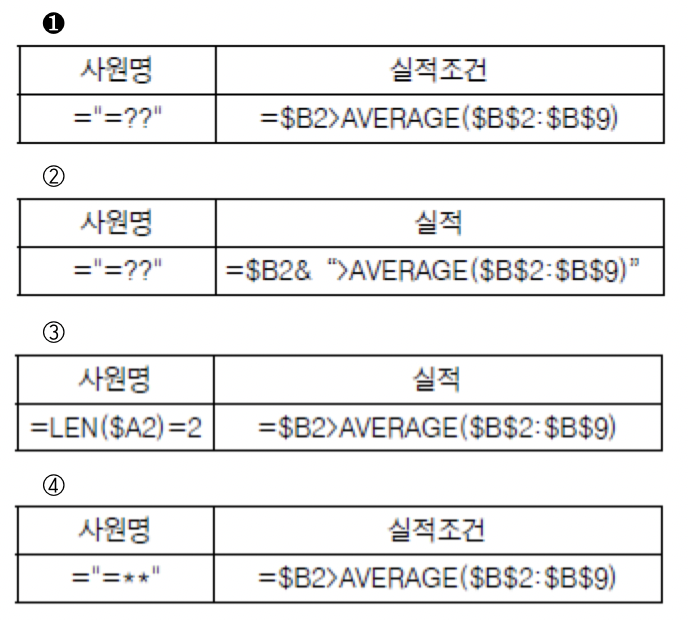 ❶
사원명 실적조건
="=??" =$B2>AVERAGE($B$2:$B$9)
②
사원명 실적
="=??" =$B2& “>AVERAGE($B$2:$B$9)”
③
사원명 실적
=LEN($A2)=2 =$B2>AVERAGE($B$2:$B$9)
④
사원명 실적조건
="=**" =$B2>AVERAGE($B$2:$B$9)